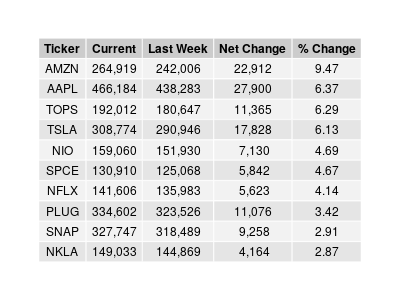 Ticker Current Last Week Net Change % Change
AMZN 264,919 242,006 22,912 9.47
AAPL 466,184 438,283 27,900 6.37
TOPS 192,012 180,647 11,365 6.29
TSLA 308,774 290,946 17,828 6.13
NIO 159,060 151,930 7,130 4.69
SPCE 130,910 125,068 5,842 4.67
NFLX 141,606 135,983 5,623 4.14
PLUG 334,602 323,526 11,076 3.42
SNAP 327,747 318,489 9,258 2.91
NKLA 149,033 144,869 4,164 2.87